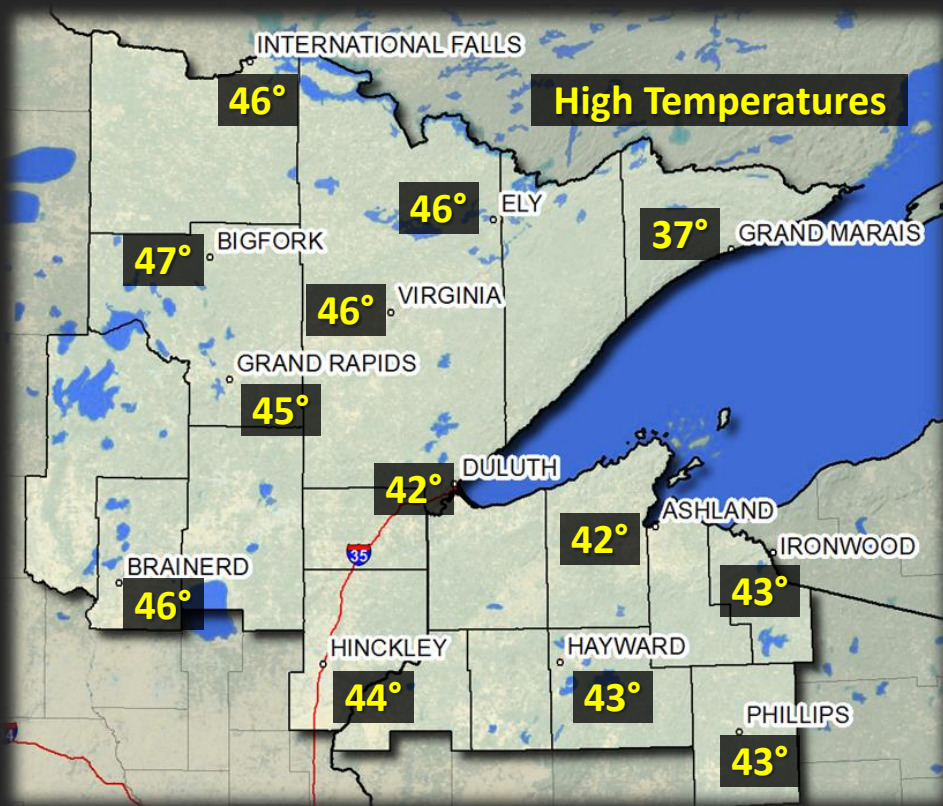 INTERNATIONAL FALLS
46°
High Temperatures
46°
ELY
37°
GRAND MARAIS
47°
BIGFORK
46°
VIRGINIA
GRAND RAPIDS
45°
42°
DULUTH
42°
ASHLAND
35
IRONWOOD
BRAINERD
46°
43°
HINCKLEY
44°
HAYWARD
43°
PHILLIPS
43°